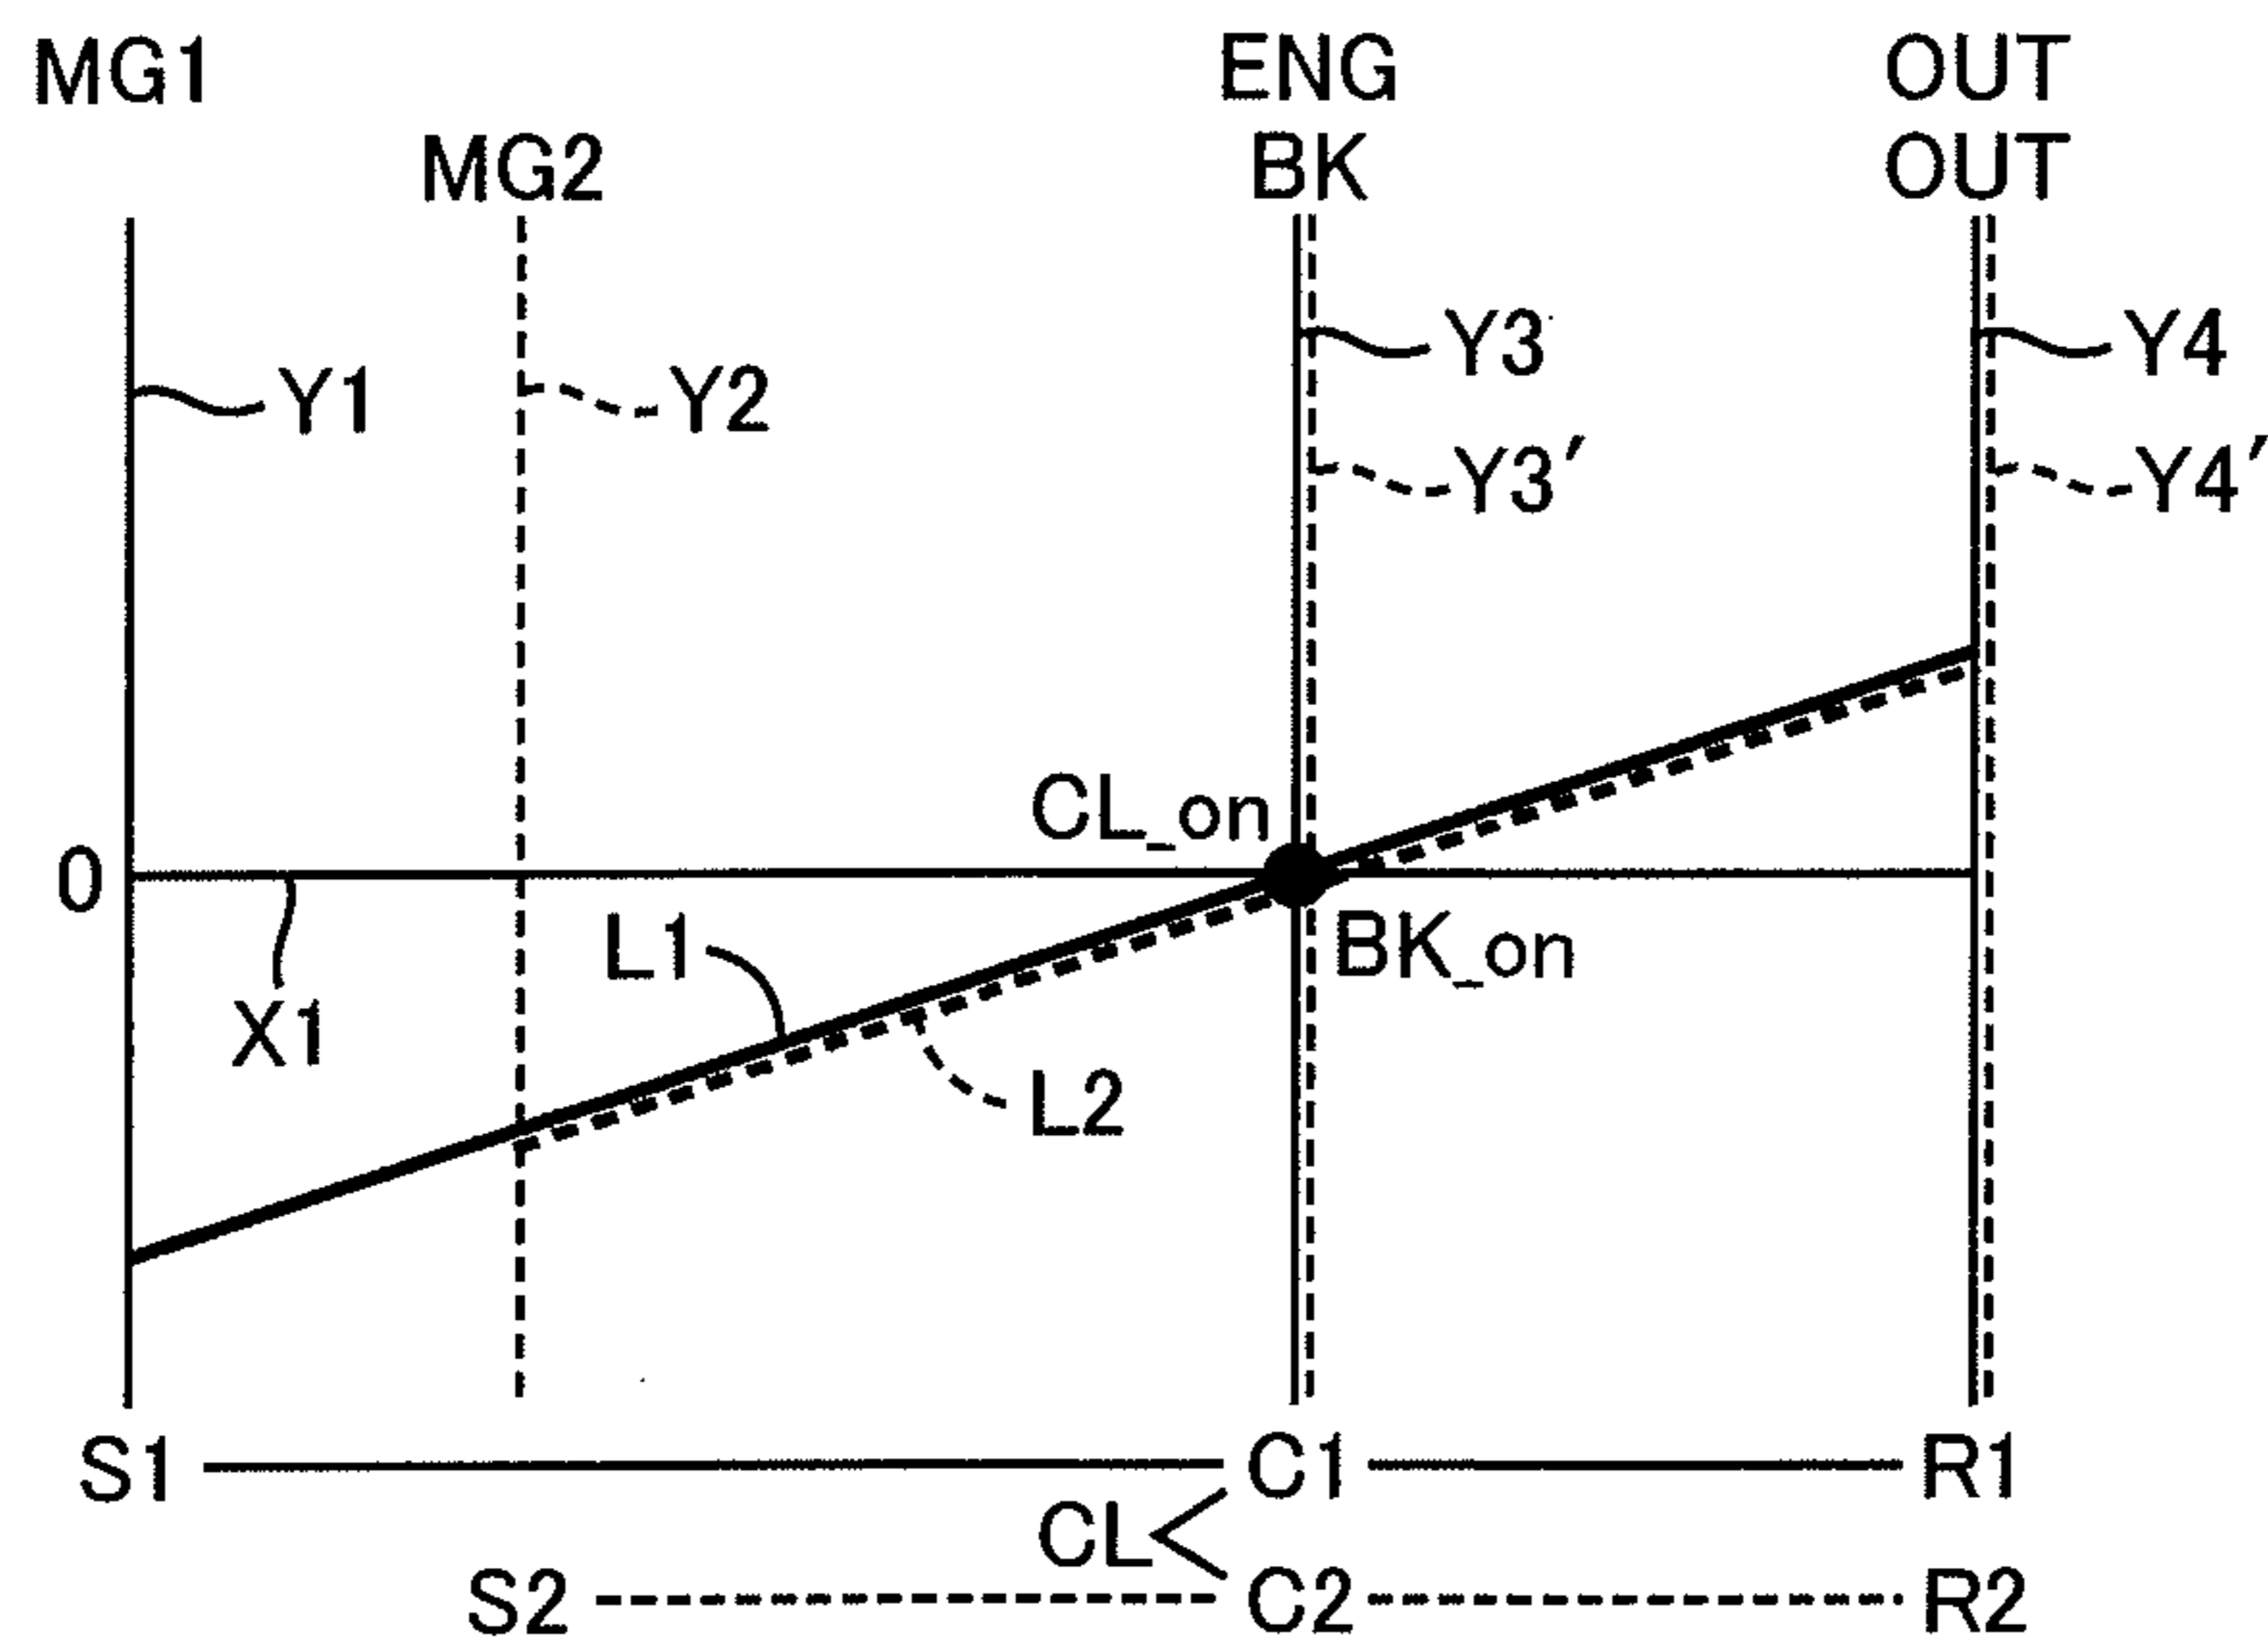 MG1 ENG OUT
MG2 BK OUT
Y3 Y4
Y1 Y2
Y3′ Y4′
CL_on
0
L1 BK_on
X1
L2
S1 C1 R1
CL
S2 C2 R2